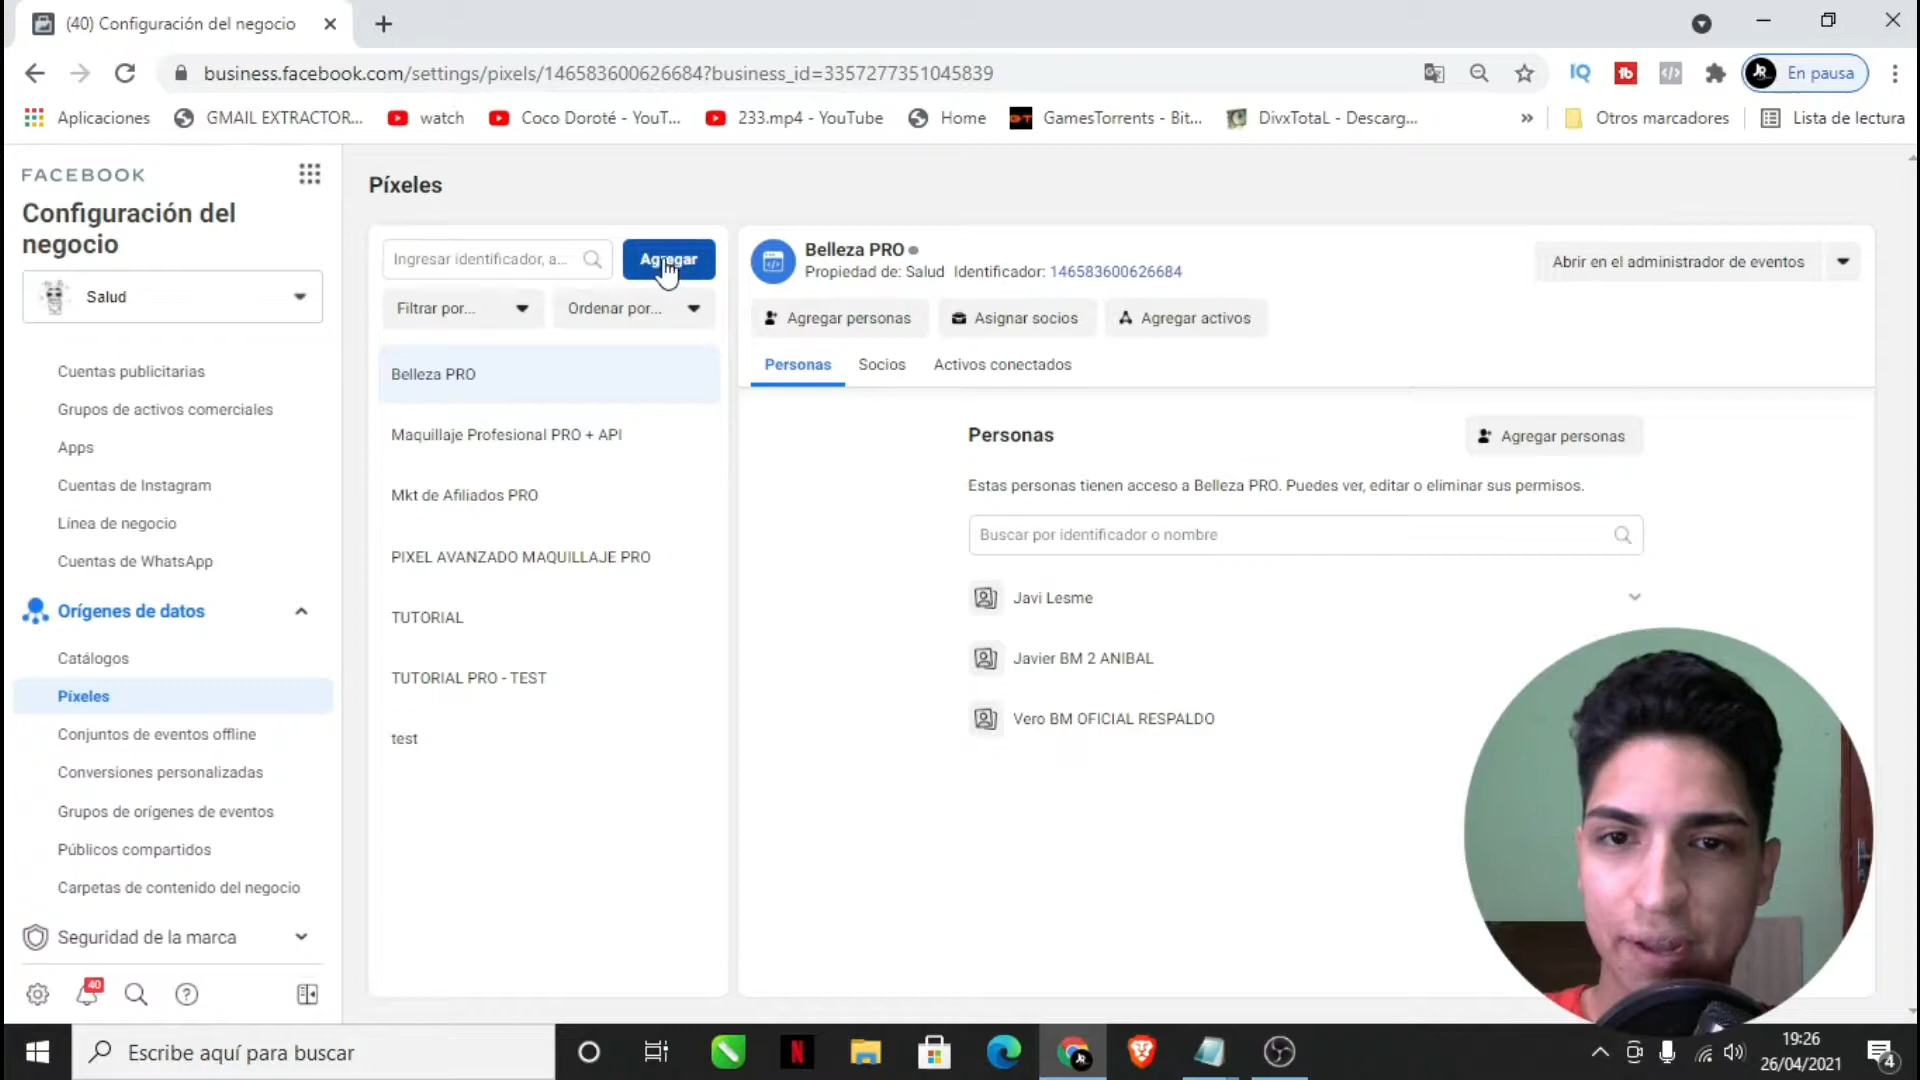 (40) Configuración del negocio
business.facebook.com/settings/pixels/146583600626684?business_id=3357277351045839
IQ
En pausa
Aplicaciones
GMAIL EXTRACTOR...
watch
Coco Doroté - YouT...
233.mp4 - YouTube
Home
GamesTorrents - Bit...
DivxTotaL - Descarg...
»
Otros marcadores
Lista de lectura
FACEBOOK
Configuración del
negocio
Salud
Cuentas publicitarias
Grupos de activos comerciales
Apps
Cuentas de Instagram
Línea de negocio
Cuentas de WhatsApp
Orígenes de datos
Catálogos
Píxeles
Conjuntos de eventos offline
Conversiones personalizadas
Grupos de orígenes de eventos
Públicos compartidos
Carpetas de contenido del negocio
Seguridad de la marca
40
Píxeles
Ingresar identificador, a...
Agregar
Filtrar por...
Ordenar por...
Belleza PRO
Maquillaje Profesional PRO + API
Mkt de Afiliados PRO
PIXEL AVANZADO MAQUILLAJE PRO
TUTORIAL
TUTORIAL PRO - TEST
test
Belleza PRO
Propiedad de: Salud Identificador: 146583600626684
Abrir en el administrador de eventos
Agregar personas
Asignar socios
Agregar activos
Personas
Socios
Activos conectados
Personas
Agregar personas
Estas personas tienen acceso a Belleza PRO. Puedes ver, editar o eliminar sus permisos.
Buscar por identificador o nombre
Javi Lesme
Javier BM 2 ANIBAL
Vero BM OFICIAL RESPALDO
Escribe aquí para buscar
19:26
26/04/2021
4